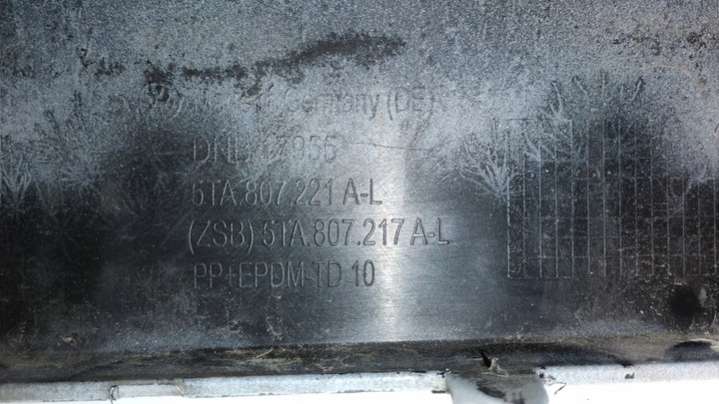 Germany (DE)
5TA.807.221 A-L
(ZSB) 5TA.807.217 A-L
PP+EPDM-TD 10